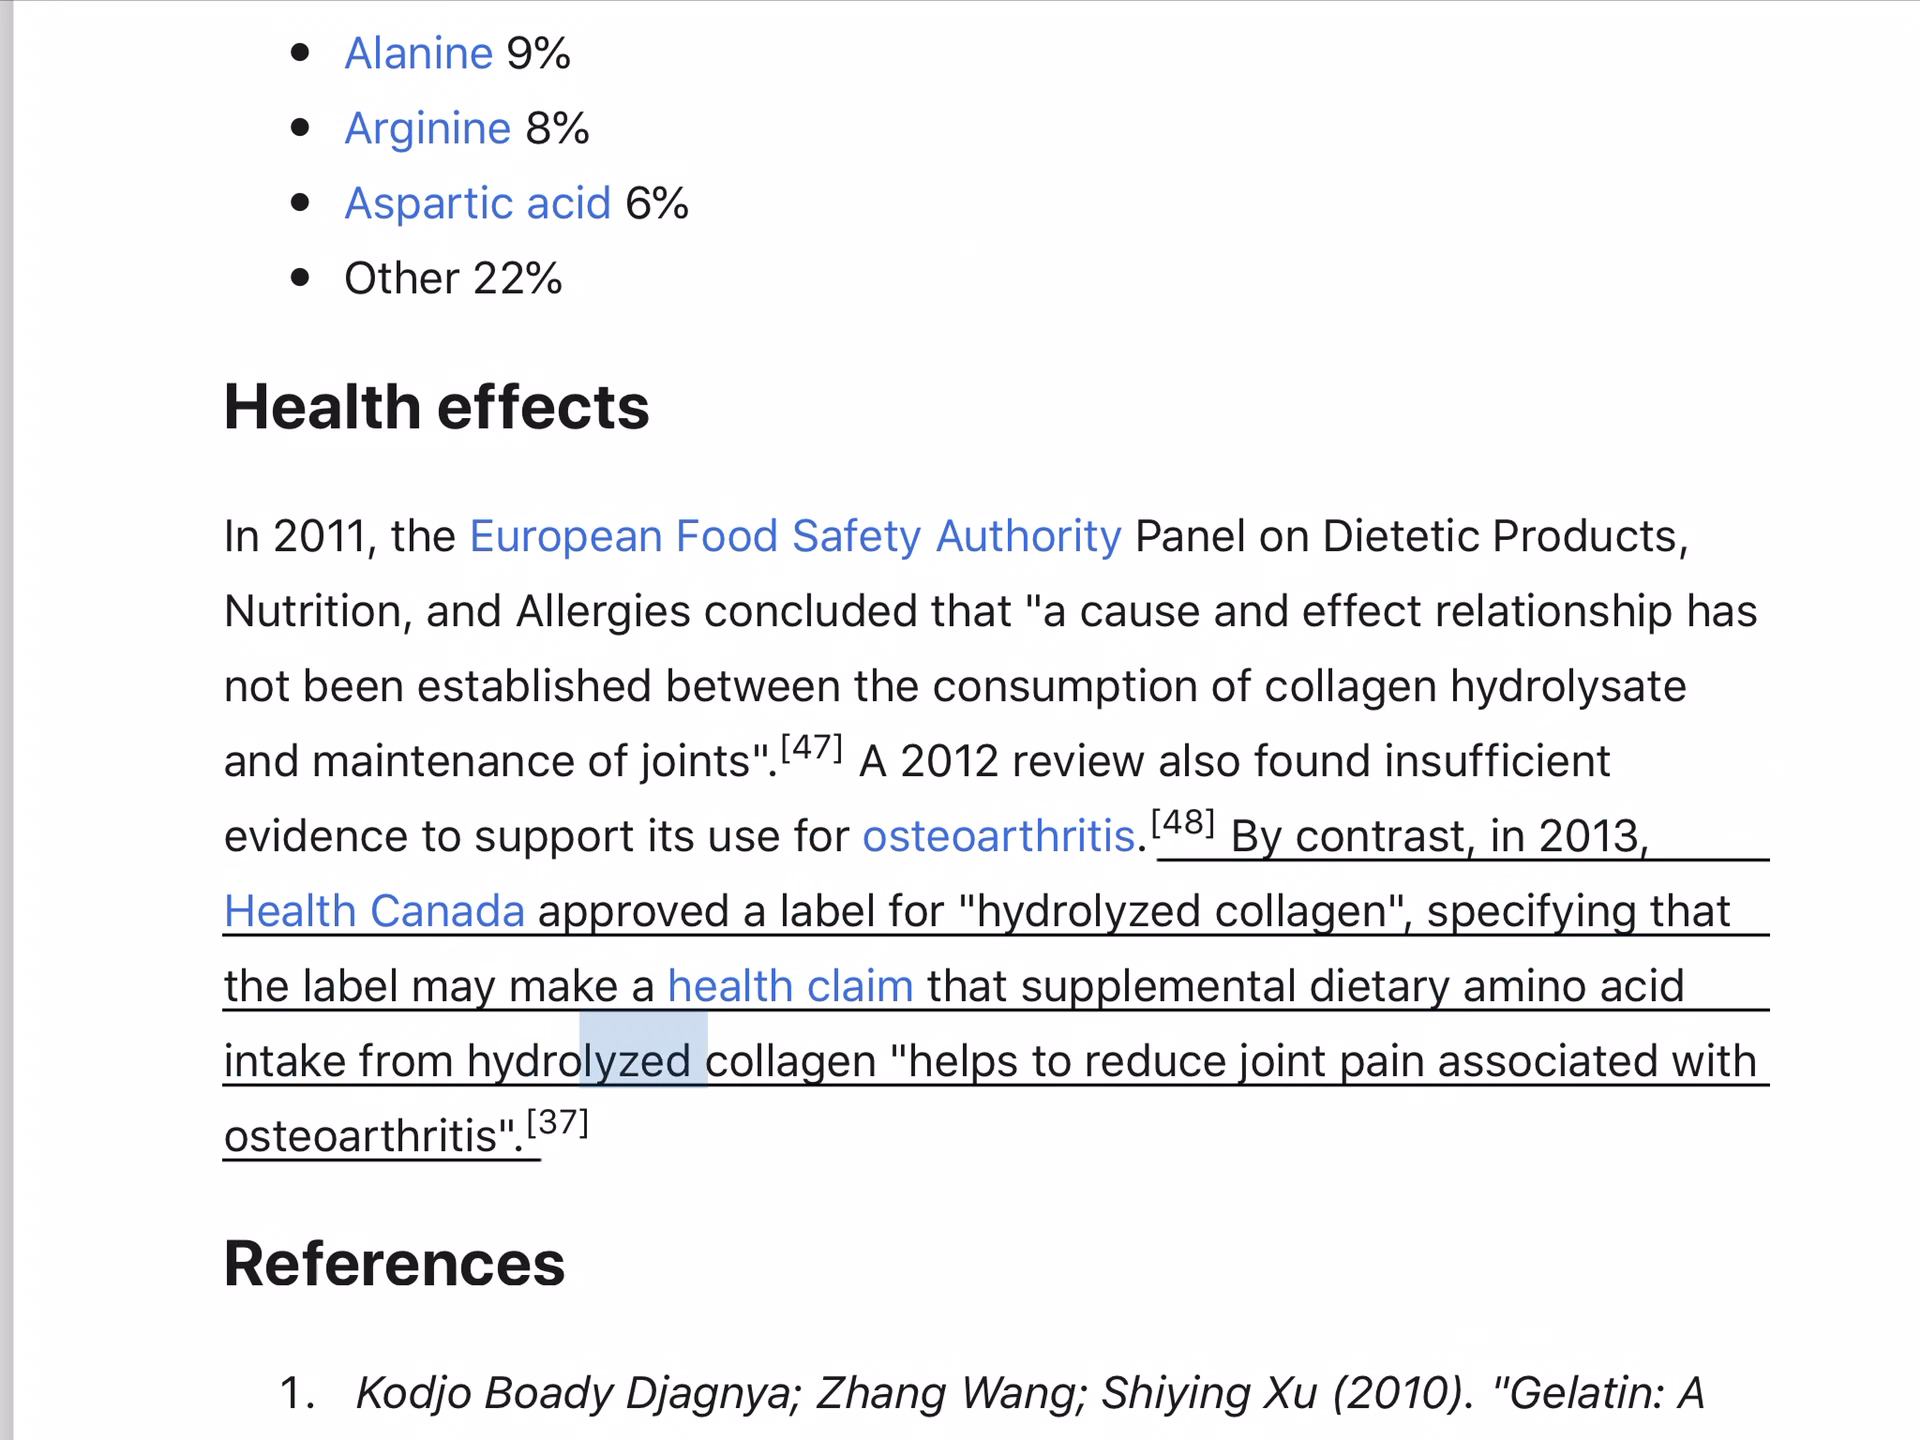 • Alanine 9%
• Arginine 8%
• Aspartic acid 6%
• Other 22%
Health effects
In 2011, the European Food Safety Authority Panel on Dietetic Products,
Nutrition, and Allergies concluded that "a cause and effect relationship has
not been established between the consumption of collagen hydrolysate
and maintenance of joints".[47] A 2012 review also found insufficient
evidence to support its use for osteoarthritis.[48] By contrast, in 2013,
Health Canada approved a label for "hydrolyzed collagen", specifying that
the label may make a health claim that supplemental dietary amino acid
intake from hydrolyzed collagen "helps to reduce joint pain associated with
osteoarthritis".[37]
References
1. Kodjo Boady Djagnya; Zhang Wang; Shiying Xu (2010). "Gelatin: A